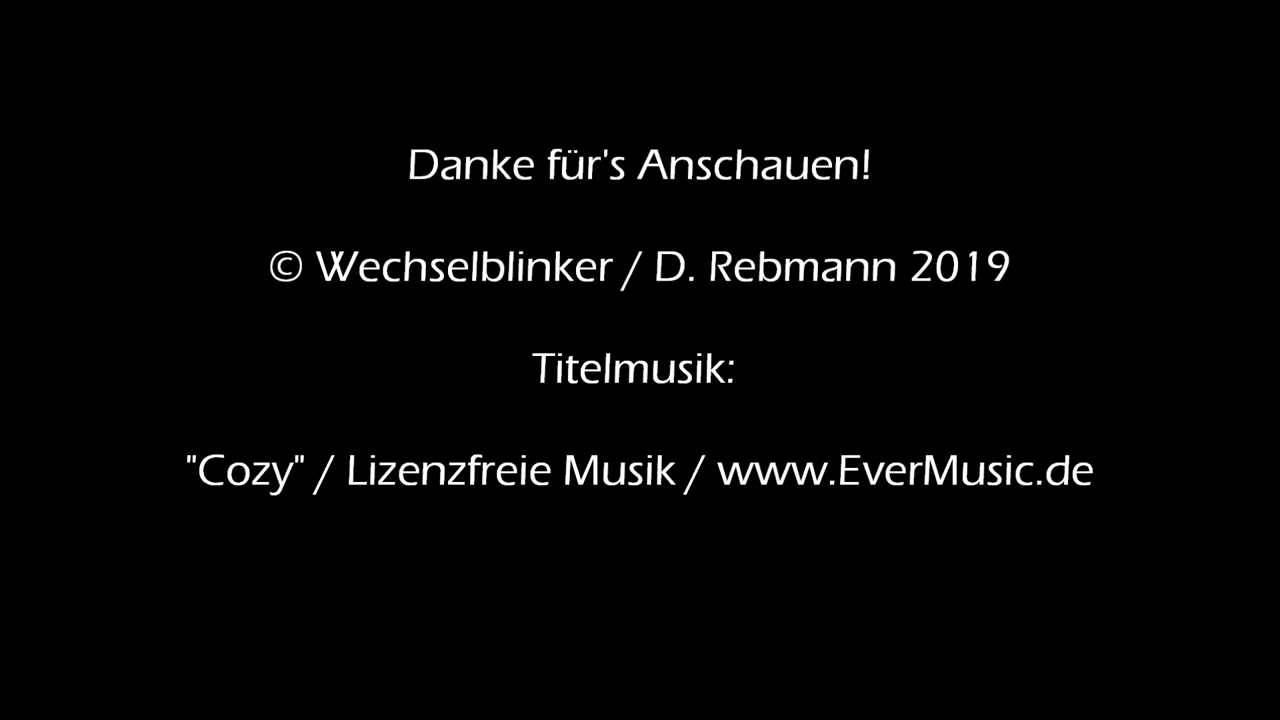 Danke für's Anschauen!
© Wechselblinker / D. Rebmann 2019
Titelmusik:
"Cozy" / Lizenzfreie Musik / www.EverMusic.de